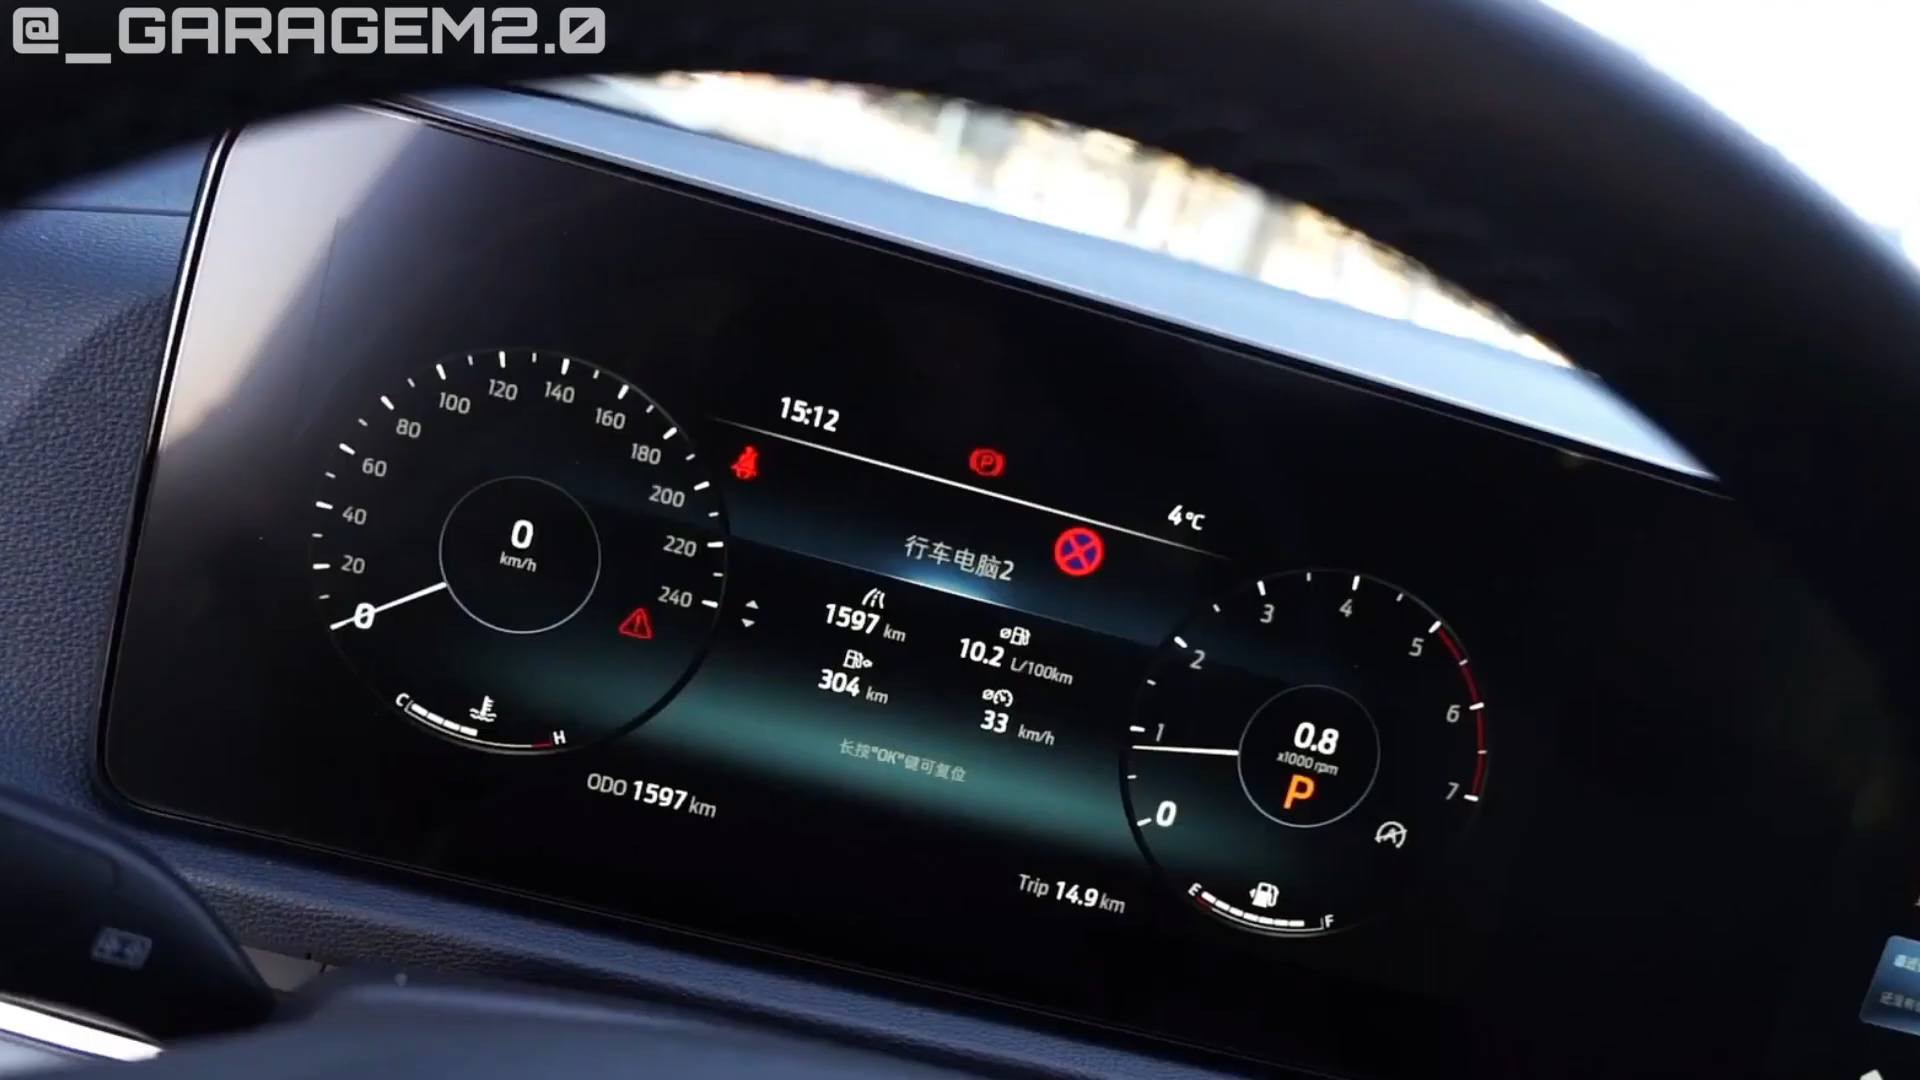 @_GARAGEM2.0
15:12
4°C
行车电脑2
0
km/h
0
20
40
60
80
100
120
140
160
180
200
220
240
C
H
1597 km
10.2 L/100km
304 km
33 km/h
长按"OK"键可复位
ODO 1597 km
Trip 14.9 km
0
1
2
3
4
5
6
7
0.8
x1000 rpm
P
P
A
E
F